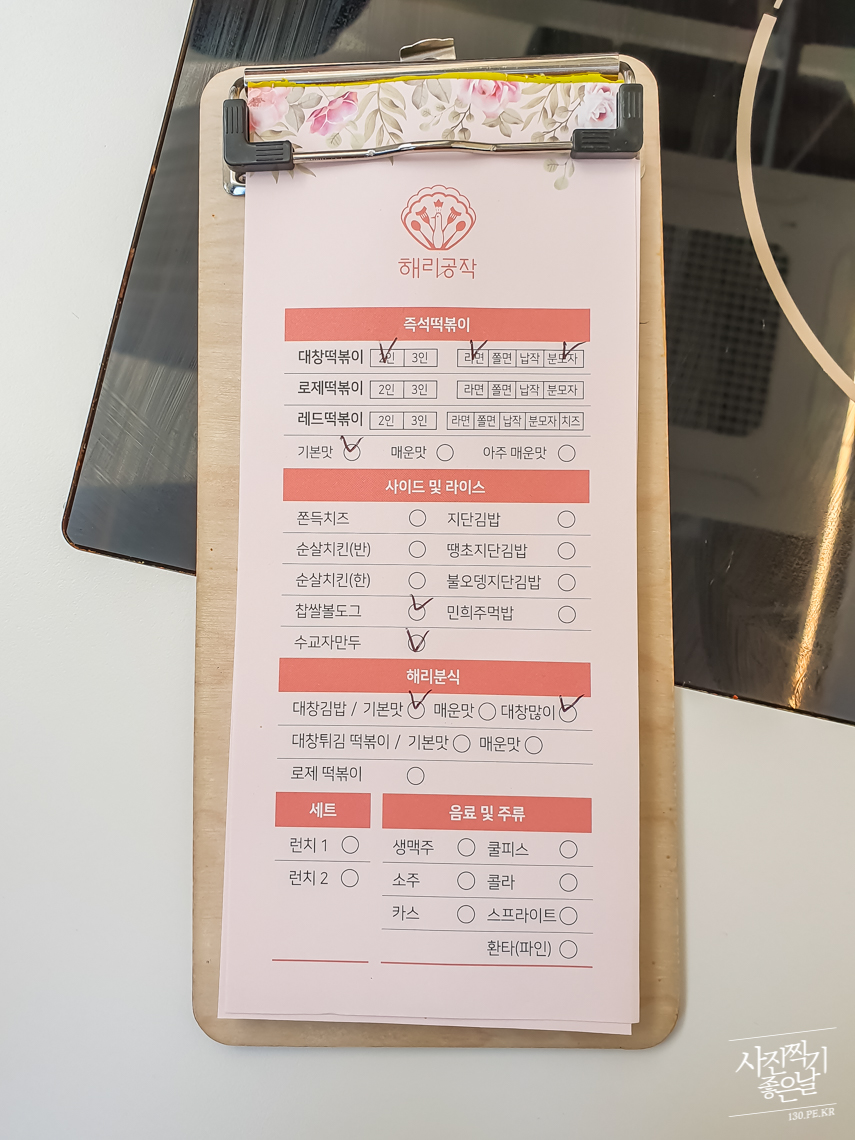 해리공작
즉석떡볶이
대창떡볶이 2인 3인 라면 쫄면 납작 분모자
로제떡볶이 2인 3인 라면 쫄면 납작 분모자
레드떡볶이 2인 3인 라면 쫄면 납작 분모자 치즈
기본맛 매운맛 아주 매운맛
사이드 및 라이스
쫀득치즈 지단김밥
순살치킨(반) 땡초지단김밥
순살치킨(한) 불오뎅지단김밥
찹쌀볼도그 민희주먹밥
수교자만두
해리분식
대창김밥 / 기본맛 매운맛 대창많이
대창튀김 떡볶이 / 기본맛 매운맛
로제 떡볶이
세트 음료 및 주류
런치 1 생맥주 쿨피스
런치 2 소주 콜라
카스 스프라이트
환타(파인)
사진찍기
좋은날
130.PE.KR